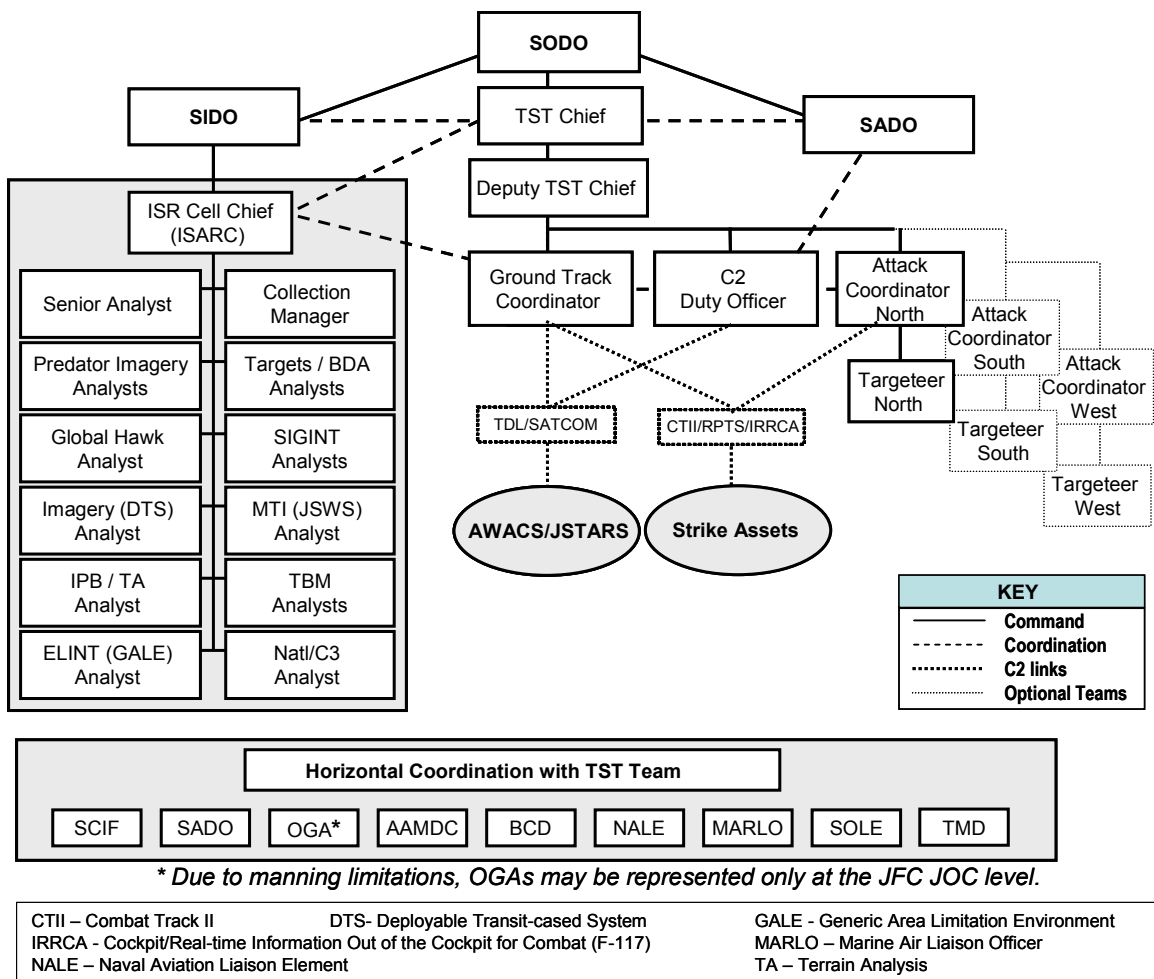 SODO
SIDO
TST Chief
SADO
Deputy TST Chief
ISR Cell Chief
(ISARC)
Senior Analyst
Collection
Manager
Predator Imagery
Analysts
Targets / BDA
Analysts
Global Hawk
Analyst
SIGINT
Analysts
Imagery (DTS)
Analyst
MTI (JSWS)
Analyst
IPB / TA
Analyst
TBM
Analysts
ELINT (GALE)
Analyst
Natl/C3
Analyst
Ground Track
Coordinator
C2
Duty Officer
Attack
Coordinator
North
Attack
Coordinator
South
Attack
Coordinator
West
Targeteer
North
Targeteer
South
Targeteer
West
TDL/SATCOM
CTII/RPTS/IRRCA
AWACS/JSTARS
Strike Assets
KEY
Command
Coordination
C2 links
Optional Teams
Horizontal Coordination with TST Team
SCIF
SADO
OGA*
AAMDC
BCD
NALE
MARLO
SOLE
TMD
* Due to manning limitations, OGAs may be represented only at the JFC JOC level.
CTII – Combat Track II DTS- Deployable Transit-cased System GALE - Generic Area Limitation Environment
IRRCA - Cockpit/Real-time Information Out of the Cockpit for Combat (F-117) MARLO – Marine Air Liaison Officer
NALE – Naval Aviation Liaison Element TA – Terrain Analysis